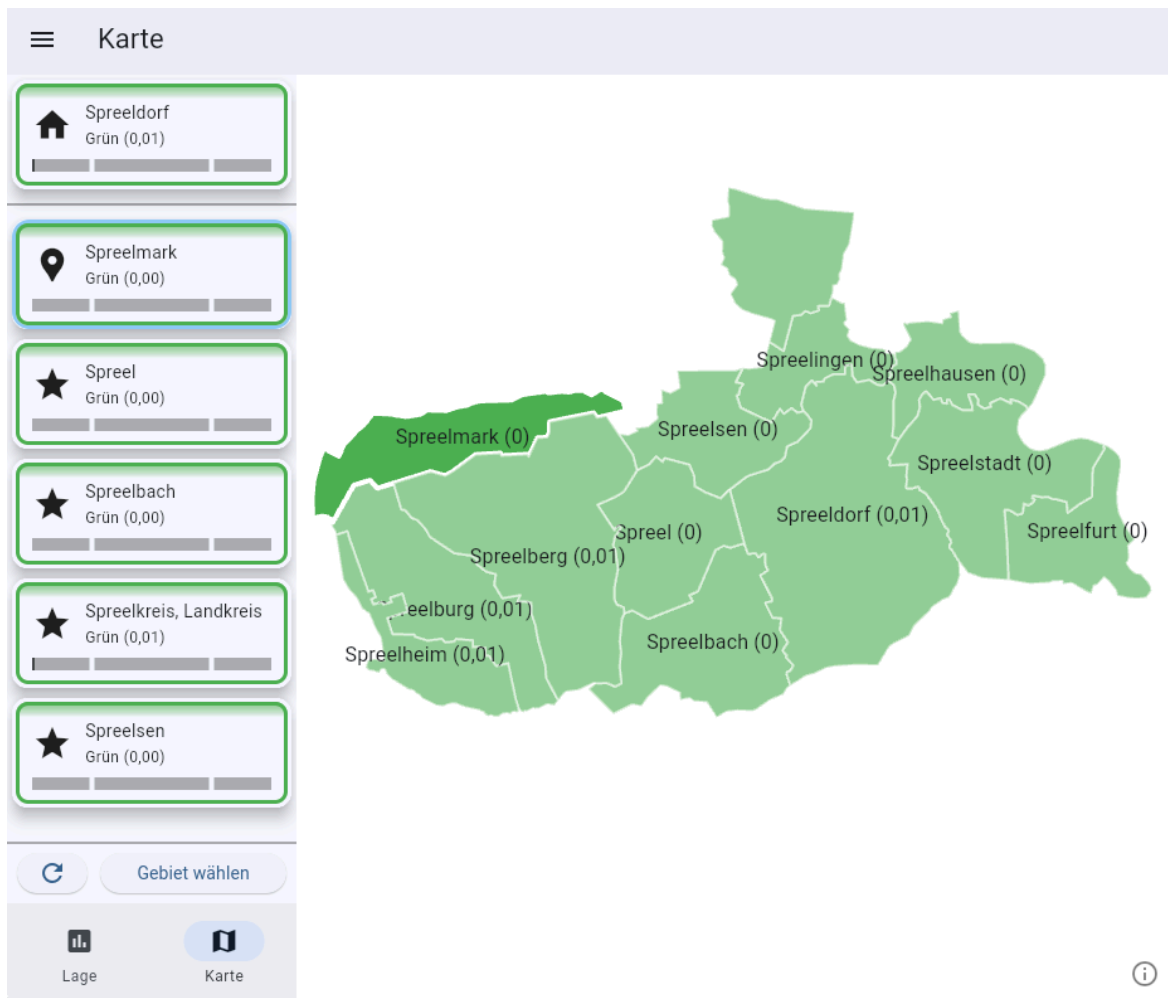 Karte
Spreeldorf
Grün (0,01)
Spreelmark
Grün (0,00)
Spreel
Grün (0,00)
Spreelbach
Grün (0,00)
Spreelkreis, Landkreis
Grün (0,01)
Spreelsen
Grün (0,00)
Gebiet wählen
Lage
Karte
Spreelingen (0)
Spreelhausen (0)
Spreelsen (0)
Spreelmark (0)
Spreelstadt (0)
Spreeldorf (0,01)
Spreel (0)
Spreelfurt (0)
Spreelberg (0,01)
eelburg (0,01)
Spreelbach (0)
Spreelheim (0,01)